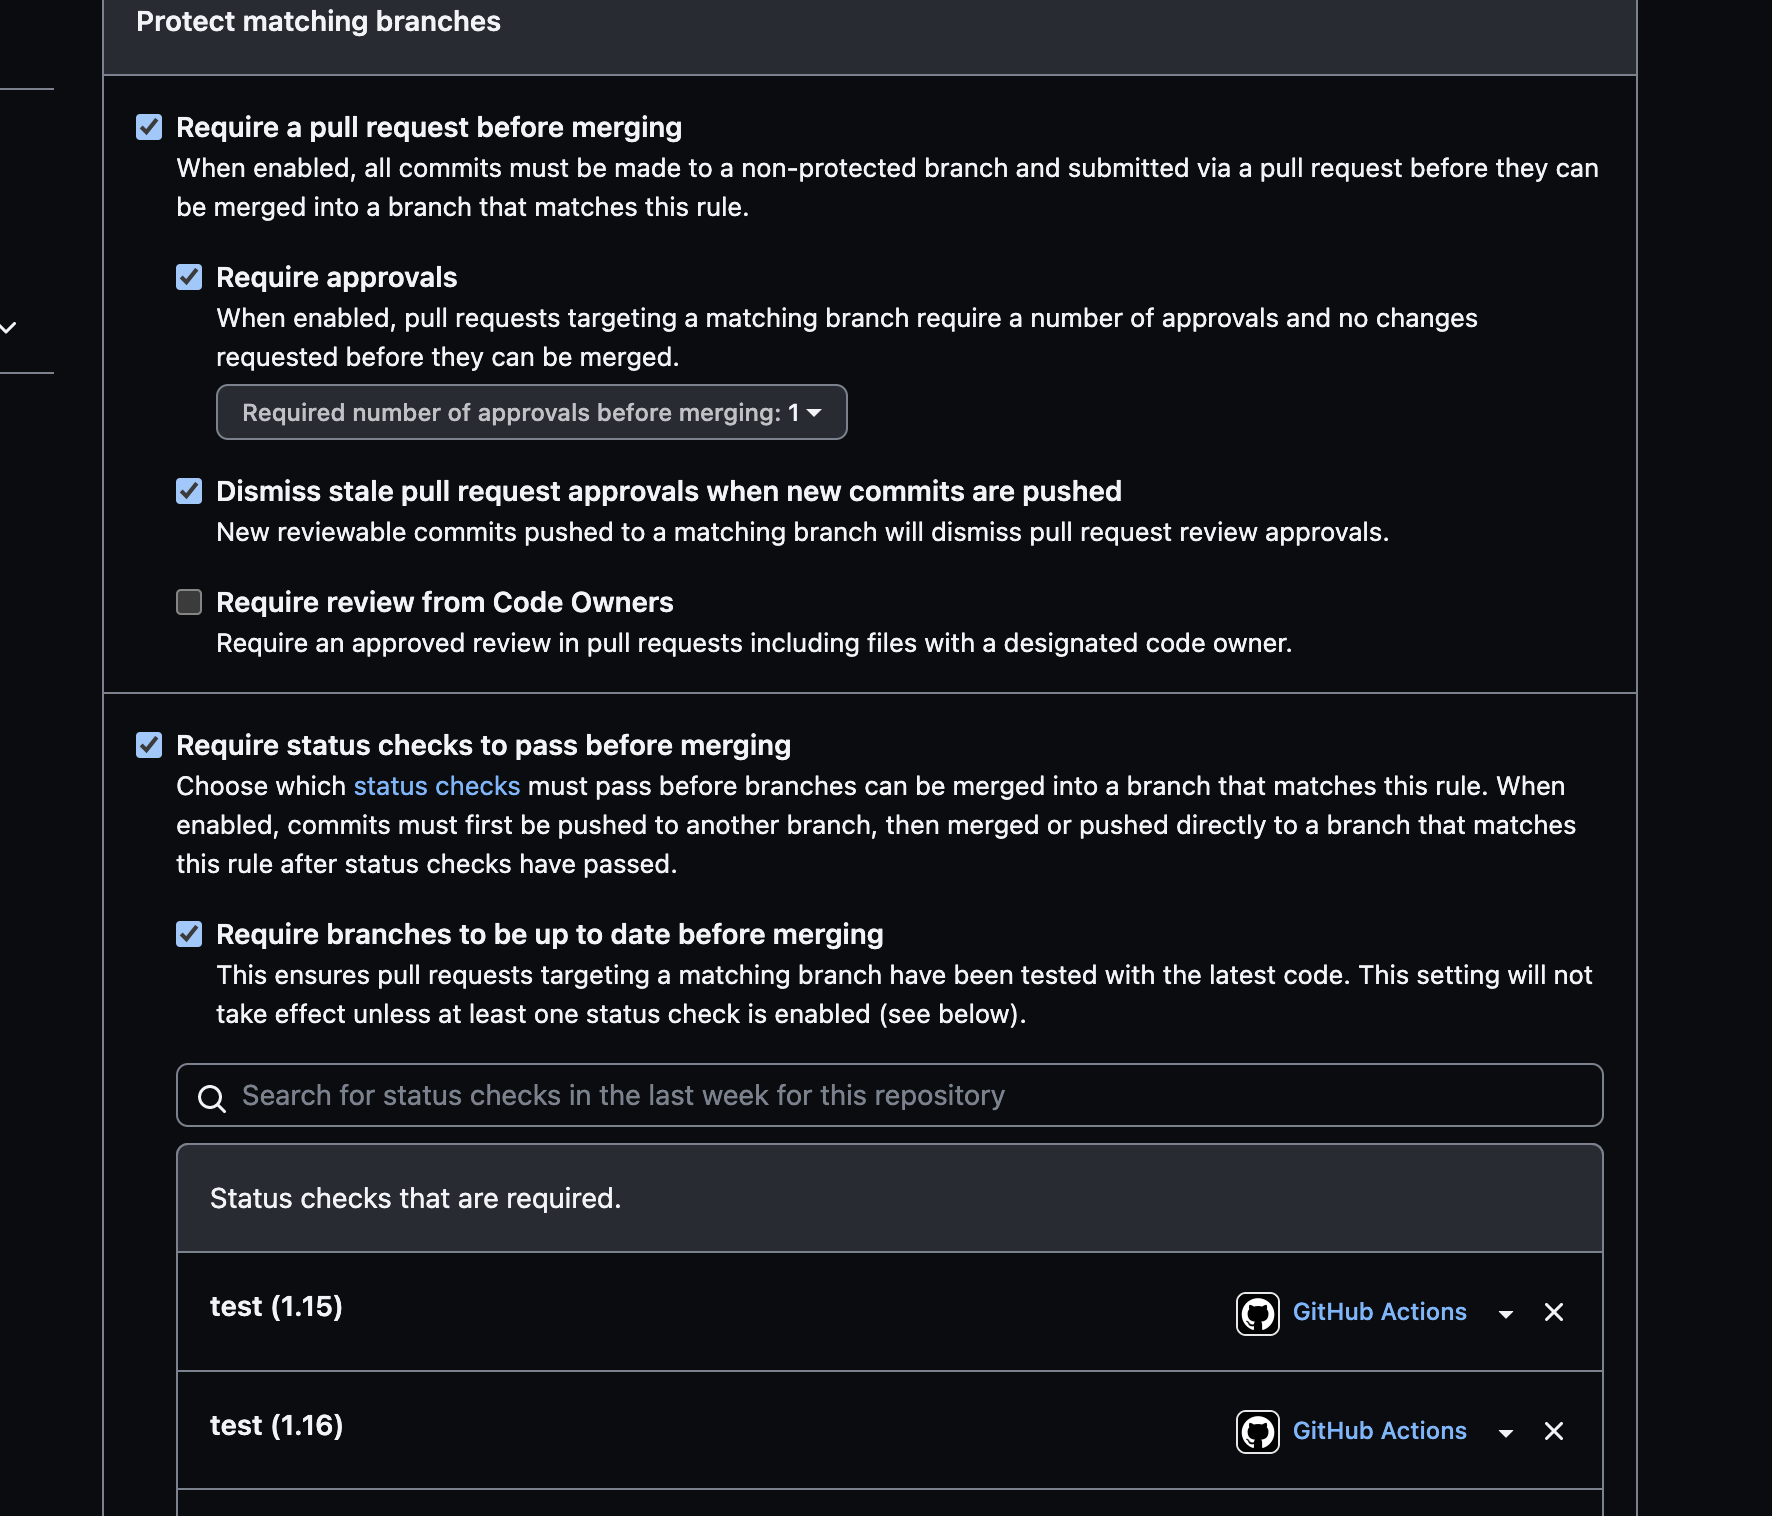 Protect matching branches
Require a pull request before merging
When enabled, all commits must be made to a non-protected branch and submitted via a pull request before they can
be merged into a branch that matches this rule.
Require approvals
When enabled, pull requests targeting a matching branch require a number of approvals and no changes
requested before they can be merged.
Required number of approvals before merging: 1
Dismiss stale pull request approvals when new commits are pushed
New reviewable commits pushed to a matching branch will dismiss pull request review approvals.
Require review from Code Owners
Require an approved review in pull requests including files with a designated code owner.
Require status checks to pass before merging
Choose which status checks must pass before branches can be merged into a branch that matches this rule. When
enabled, commits must first be pushed to another branch, then merged or pushed directly to a branch that matches
this rule after status checks have passed.
Require branches to be up to date before merging
This ensures pull requests targeting a matching branch have been tested with the latest code. This setting will not
take effect unless at least one status check is enabled (see below).
Search for status checks in the last week for this repository
Status checks that are required.
test (1.15) GitHub Actions
test (1.16) GitHub Actions